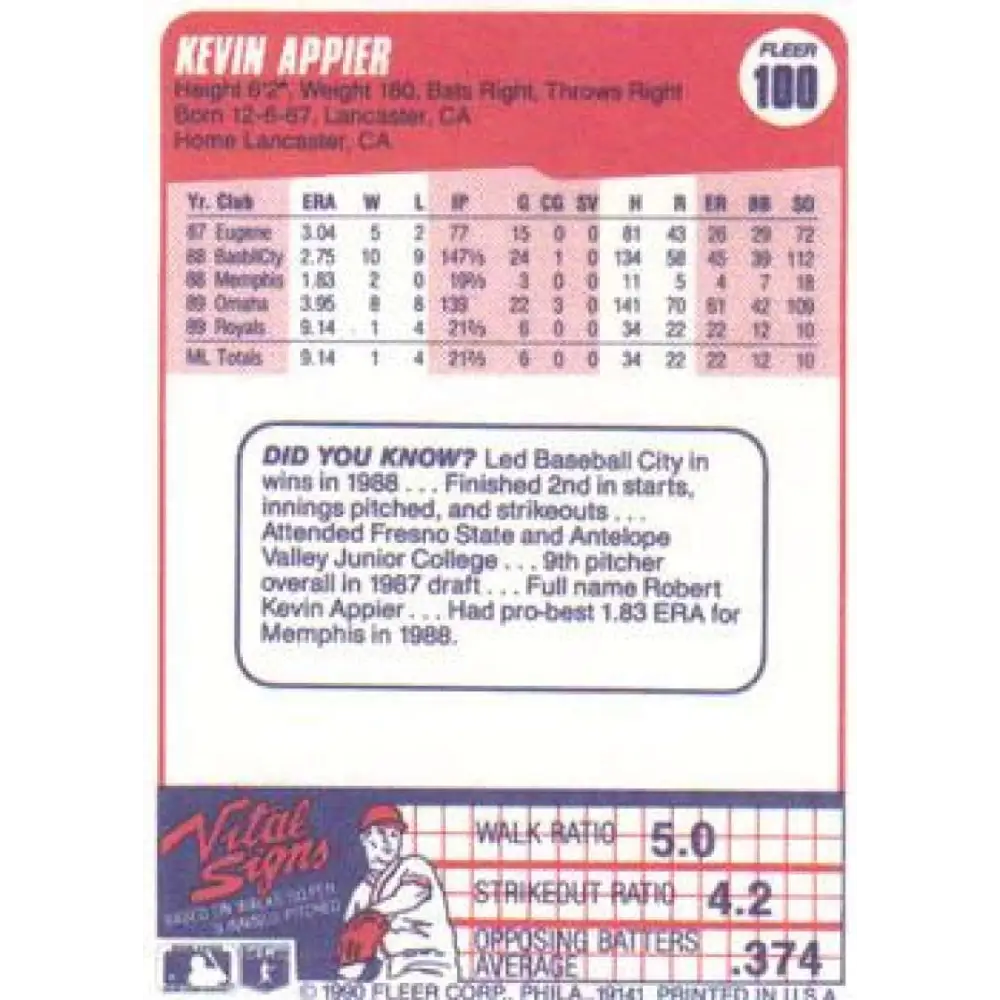 KEVIN APPIER
FLEER
100
Height 6'2", Weight 180, Bats Right, Throws Right
Born 12-6-67, Lancaster, CA
Home Lancaster, CA
Yr. Club ERA W L IP G CG SV H R ER BB SO
87 Eugene 3.04 5 2 77 15 0 0 81 43 26 29 72
88 BasblCty 2.75 10 9 147⅓ 24 1 0 134 58 45 39 112
88 Memphis 1.83 2 0 19⅔ 3 0 0 11 5 4 7 18
89 Omaha 3.95 8 8 139 22 3 0 141 70 61 42 109
89 Royals 9.14 1 4 21⅔ 6 0 0 34 22 22 12 10
ML Totals 9.14 1 4 21⅔ 6 0 0 34 22 22 12 10
DID YOU KNOW? Led Baseball City in
wins in 1988 . . . Finished 2nd in starts,
innings pitched, and strikeouts . . .
Attended Fresno State and Antelope
Valley Junior College . . . 9th pitcher
overall in 1987 draft . . . Full name Robert
Kevin Appier . . . Had pro-best 1.83 ERA for
Memphis in 1988.
Vital
Signs
BASED ON WALKS, SO PER
9 INNINGS PITCHED
WALK RATIO 5.0
STRIKEOUT RATIO 4.2
OPPOSING BATTERS
AVERAGE .374
© 1990 FLEER CORP., PHILA., 19141 PRINTED IN U.S.A.